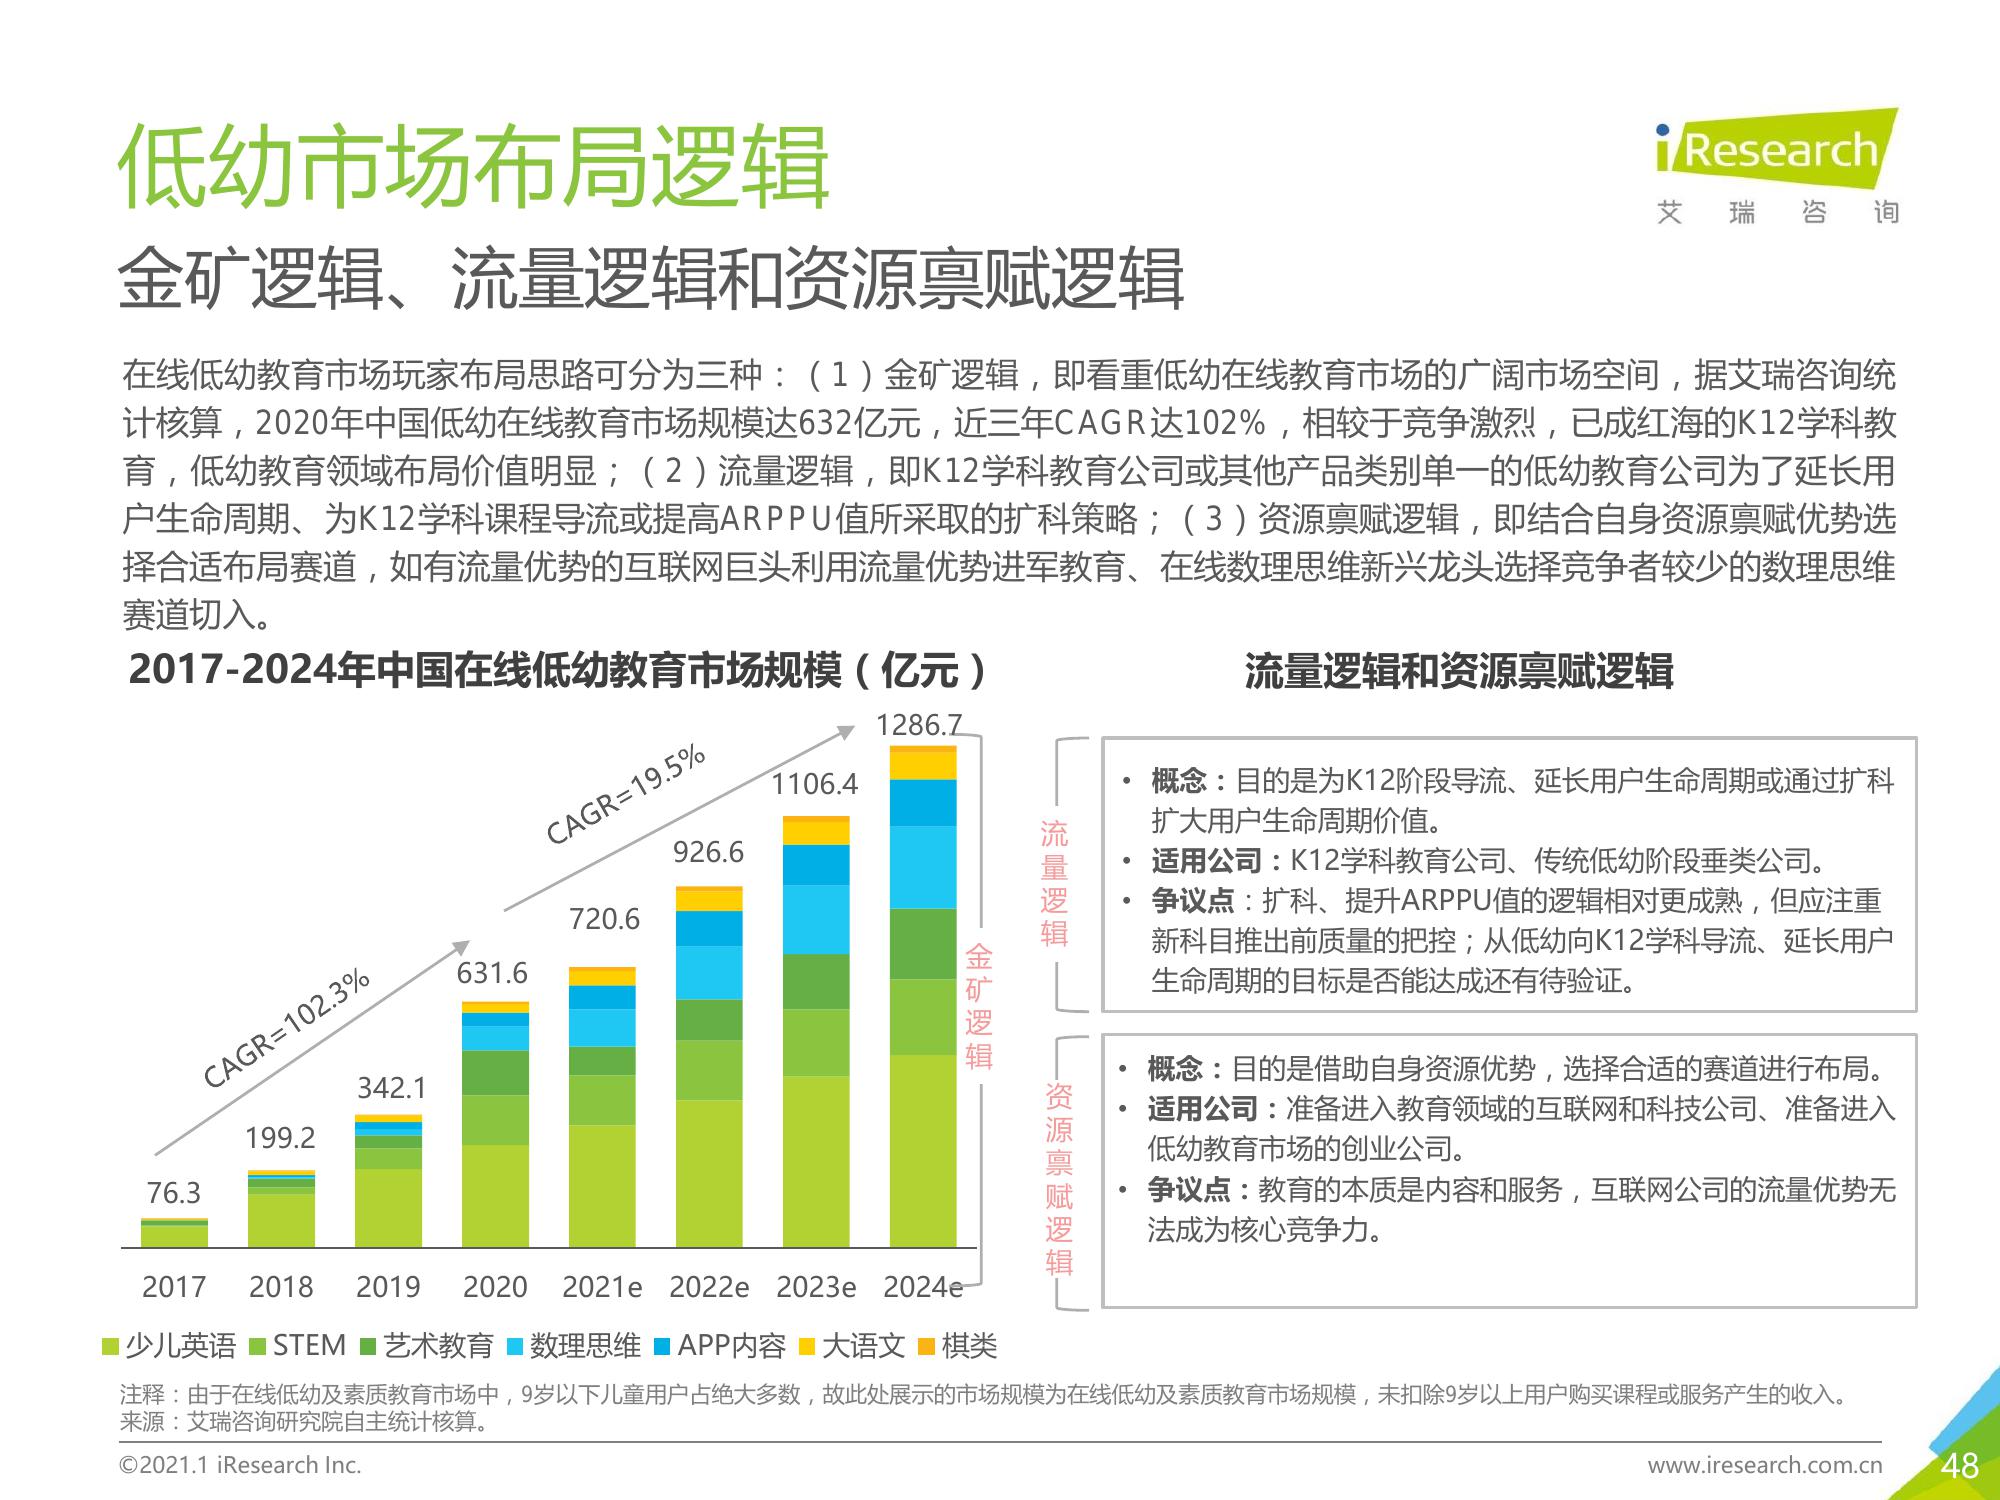 低幼市场布局逻辑
iResearch
艾瑞咨询
金矿逻辑、流量逻辑和资源禀赋逻辑
在线低幼教育市场玩家布局思路可分为三种：（1）金矿逻辑，即看重低幼在线教育市场的广阔市场空间，据艾瑞咨询统
计核算，2020年中国低幼在线教育市场规模达632亿元，近三年CAGR达102%，相较于竞争激烈，已成红海的K12学科教
育，低幼教育领域布局价值明显；（2）流量逻辑，即K12学科教育公司或其他产品类别单一的低幼教育公司为了延长用
户生命周期、为K12学科课程导流或提高ARPPU值所采取的扩科策略；（3）资源禀赋逻辑，即结合自身资源禀赋优势选
择合适布局赛道，如有流量优势的互联网巨头利用流量优势进军教育、在线数理思维新兴龙头选择竞争者较少的数理思维
赛道切入。
2017-2024年中国在线低幼教育市场规模（亿元）
CAGR=102.3%
CAGR=19.5%
76.3
199.2
342.1
631.6
720.6
926.6
1106.4
1286.7
2017 2018 2019 2020 2021e 2022e 2023e 2024e
少儿英语 STEM 艺术教育 数理思维 APP内容 大语文 棋类
金矿逻辑
流量逻辑和资源禀赋逻辑
流量逻辑
• 概念：目的是为K12阶段导流、延长用户生命周期或通过扩科
扩大用户生命周期价值。
• 适用公司：K12学科教育公司、传统低幼阶段垂类公司。
• 争议点：扩科、提升ARPPU值的逻辑相对更成熟，但应注重
新科目推出前质量的把控；从低幼向K12学科导流、延长用户
生命周期的目标是否能达成还有待验证。
资源禀赋逻辑
• 概念：目的是借助自身资源优势，选择合适的赛道进行布局。
• 适用公司：准备进入教育领域的互联网和科技公司、准备进入
低幼教育市场的创业公司。
• 争议点：教育的本质是内容和服务，互联网公司的流量优势无
法成为核心竞争力。
注释：由于在线低幼及素质教育市场中，9岁以下儿童用户占绝大多数，故此处展示的市场规模为在线低幼及素质教育市场规模，未扣除9岁以上用户购买课程或服务产生的收入。
来源：艾瑞咨询研究院自主统计核算。
©2021.1 iResearch Inc.
www.iresearch.com.cn
48